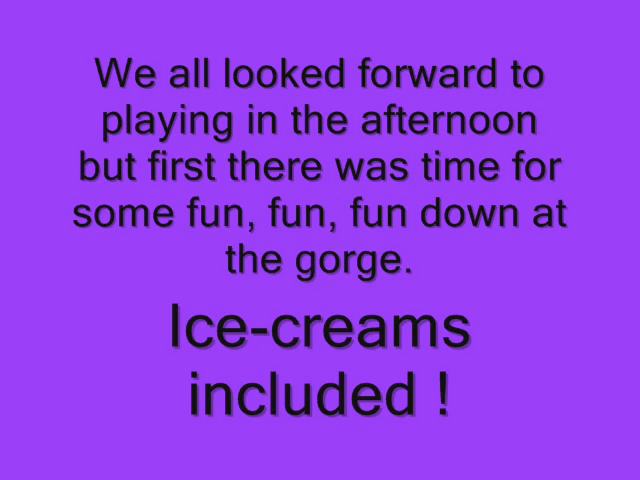 We all looked forward to
playing in the afternoon
but first there was time for
some fun, fun, fun down at
the gorge.
Ice-creams
included !